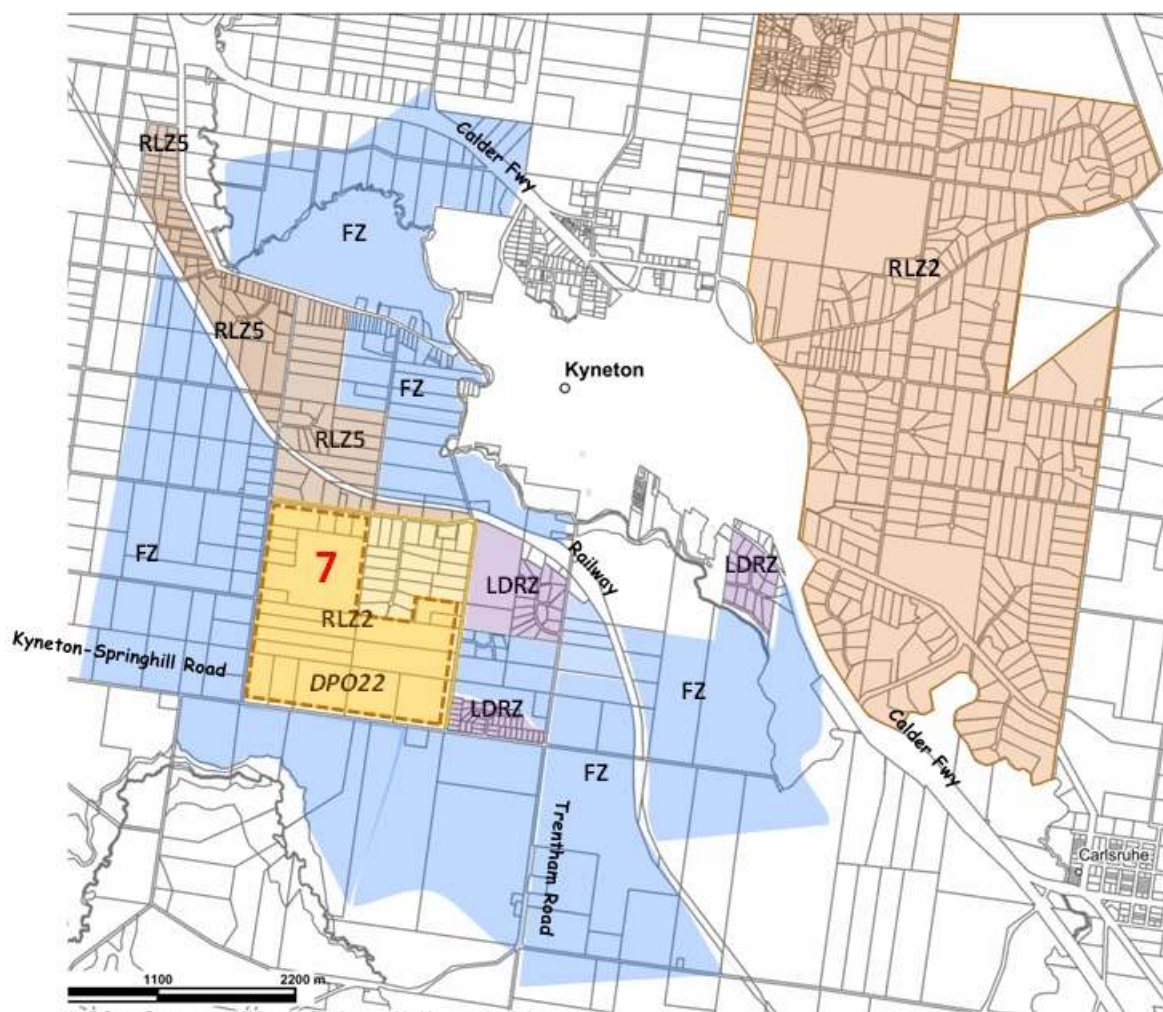 RLZ5
Calder Fwy
FZ
RLZ2
RLZ5
Kyneton
FZ
RLZ5
FZ
7
Railway
LDRZ
LDRZ
RLZ2
Kyneton-Springhill Road
DPO22
FZ
LDRZ
Calder Fwy
FZ
Trentham Road
Carlsruhe
1100
2200 m